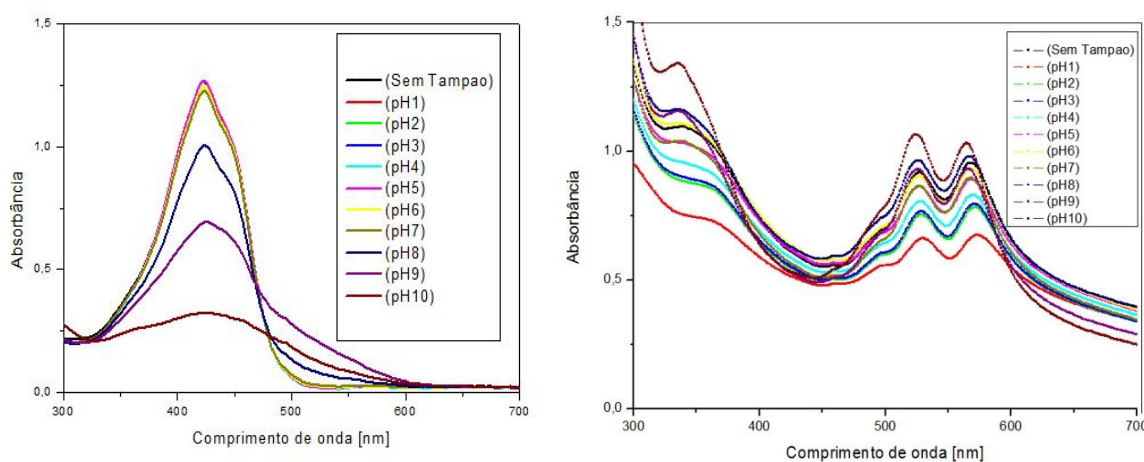 1,5
1,0
0,5
0,0
Absorbância
300
400
500
600
700
Comprimento de onda [nm]
(Sem Tampao)
(pH1)
(pH2)
(pH3)
(pH4)
(pH5)
(pH6)
(pH7)
(pH8)
(pH9)
(pH10)
1,5
1,0
0,5
0,0
Absorbância
300
400
500
600
700
Comprimento de onda [nm]
(Sem Tampao)
(pH1)
(pH2)
(pH3)
(pH4)
(pH5)
(pH6)
(pH7)
(pH8)
(pH9)
(pH10)